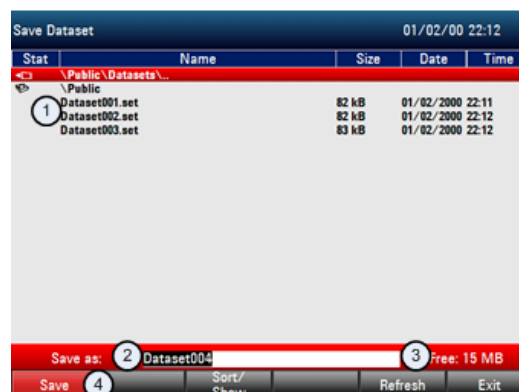 Save Dataset 01/02/00 22:12
Stat Name Size Date Time
\Public\Datasets\..
\Public
1
Dataset001.set 82 kB 01/02/2000 22:11
Dataset002.set 82 kB 01/02/2000 22:12
Dataset003.set 83 kB 01/02/2000 22:12
Save as: 2 Dataset004 3 Free: 15 MB
Save 4 Sort/ Refresh Exit
Show